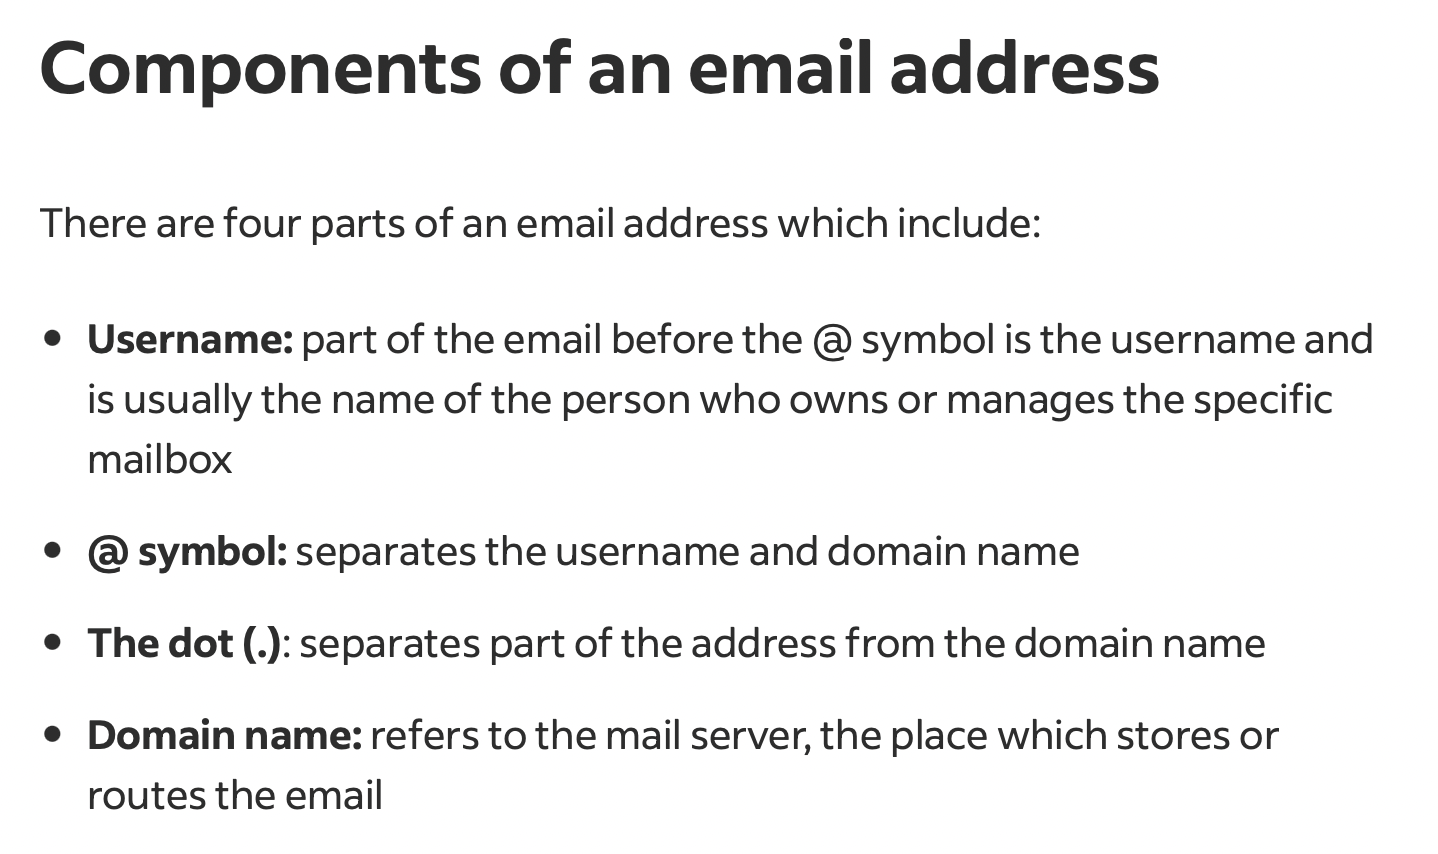 Components of an email address
There are four parts of an email address which include:
• Username: part of the email before the @ symbol is the username and
is usually the name of the person who owns or manages the specific
mailbox
• @ symbol: separates the username and domain name
• The dot (.): separates part of the address from the domain name
• Domain name: refers to the mail server, the place which stores or
routes the email